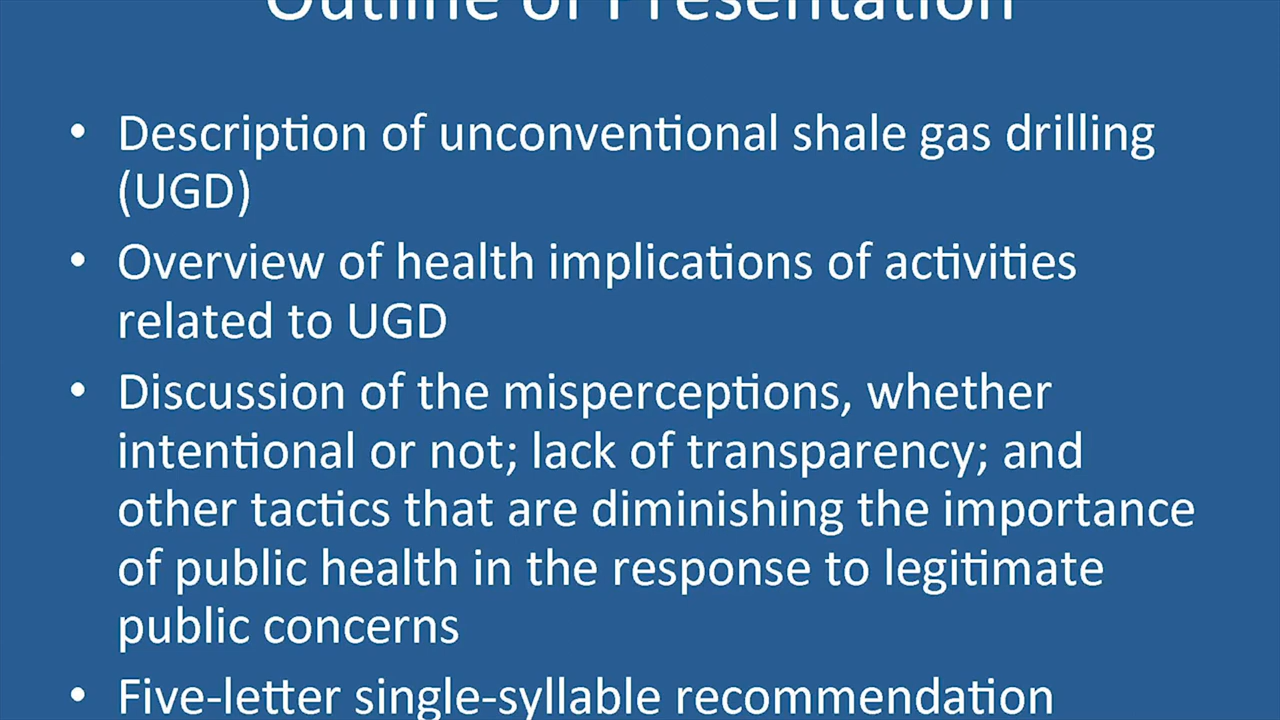 Outline of Presentation
• Description of unconventional shale gas drilling
(UGD)
• Overview of health implications of activities
related to UGD
• Discussion of the misperceptions, whether
intentional or not; lack of transparency; and
other tactics that are diminishing the importance
of public health in the response to legitimate
public concerns
• Five-letter single-syllable recommendation